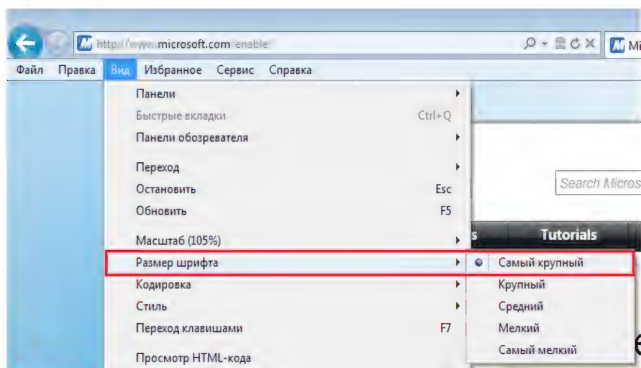 http://www.microsoft.com/enable/ Mi
Файл Правка Вид Избранное Сервис Справка
Панели
Быстрые вкладки Ctrl+Q
Панели обозревателя
Переход
Остановить Esc
Search Micros
Обновить F5
Масштаб (105%)
s Tutorials
Размер шрифта
Самый крупный
Кодировка
Крупный
Стиль
Средний
Переход клавишами F7
Мелкий
Просмотр HTML-кода
Самый мелкий